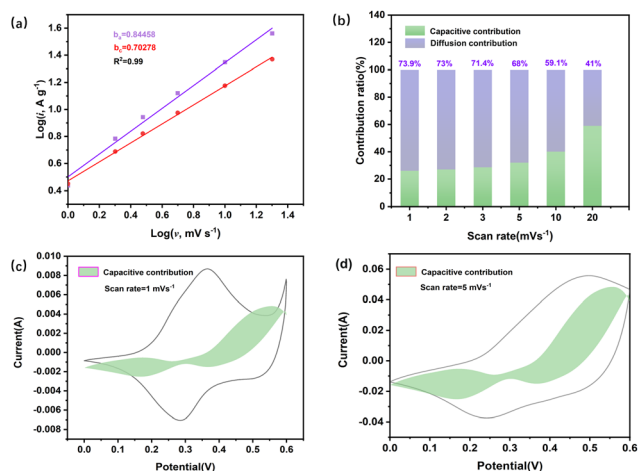 (a)
bₐ=0.84458
b꜀=0.70278
R²=0.99
Log(i, A g⁻¹)
1.6
1.4
1.2
1.0
0.8
0.6
0.4
0.0 0.2 0.4 0.6 0.8 1.0 1.2 1.4
Log(ν, mV s⁻¹)
(b)
Capacitive contribution
Diffusion contribution
Contribution ratio(%)
140
120
100
80
60
40
20
0
73.9% 73% 71.4% 68% 59.1% 41%
1 2 3 5 10 20
Scan rate(mVs⁻¹)
(c)
Capacitive contribution
Scan rate=1 mVs⁻¹
Current(A)
0.010
0.008
0.006
0.004
0.002
0.000
-0.002
-0.004
-0.006
-0.008
0.0 0.1 0.2 0.3 0.4 0.5 0.6
Potential(V)
(d)
Capacitive contribution
Scan rate=5 mVs⁻¹
Current(A)
0.06
0.04
0.02
0.00
-0.02
-0.04
0.0 0.1 0.2 0.3 0.4 0.5 0.6
Potential(V)